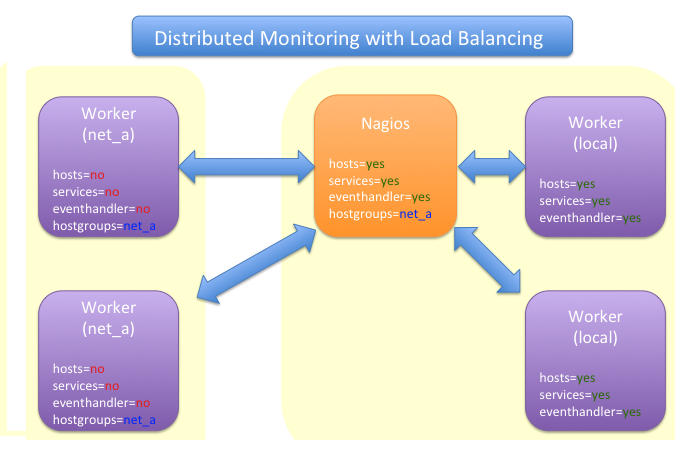 Distributed Monitoring with Load Balancing
Worker
(net_a)
hosts=no
services=no
eventhandler=no
hostgroups=net_a
Nagios
hosts=yes
services=yes
eventhandler=yes
hostgroups=net_a
Worker
(local)
hosts=yes
services=yes
eventhandler=yes
Worker
(net_a)
hosts=no
services=no
eventhandler=no
hostgroups=net_a
Worker
(local)
hosts=yes
services=yes
eventhandler=yes